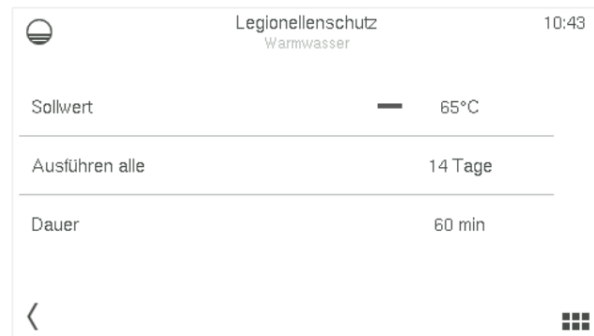 Legionellenschutz 10:43
Warmwasser
Sollwert 65°C
Ausführen alle 14 Tage
Dauer 60 min